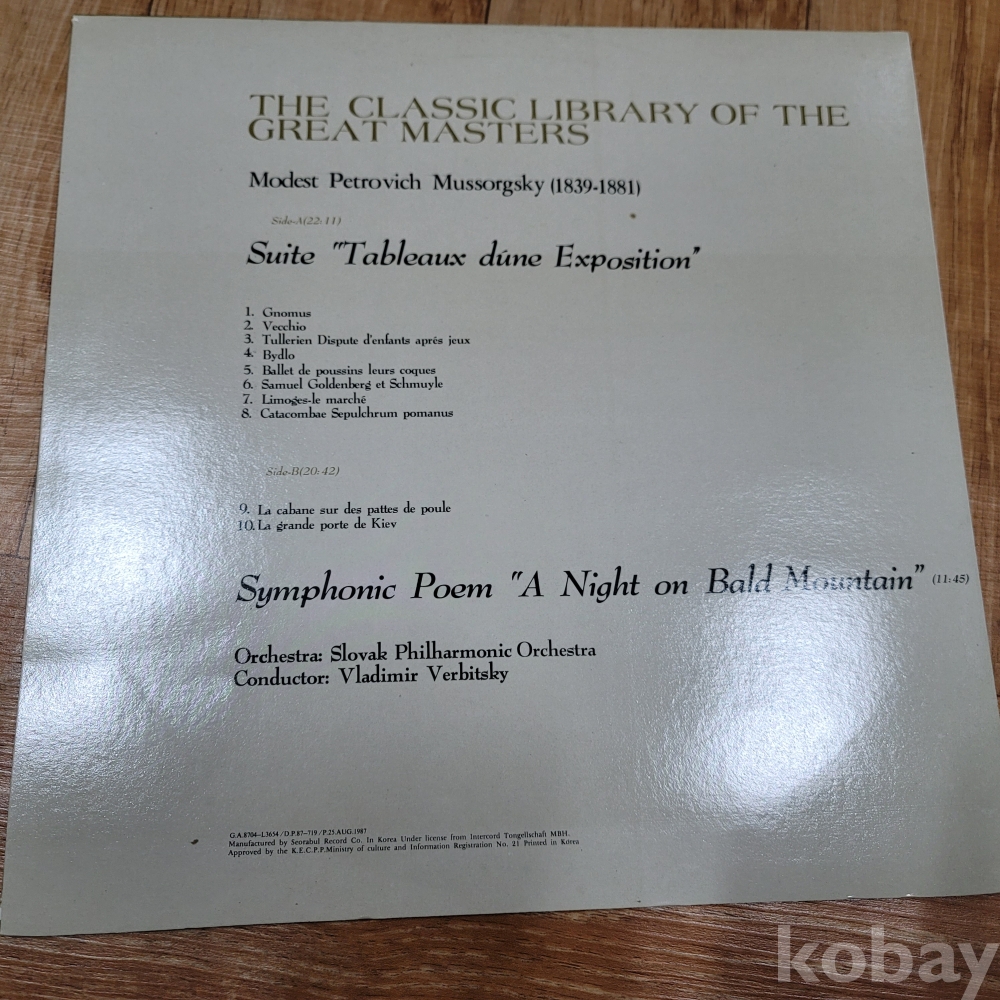 THE CLASSIC LIBRARY OF THE
GREAT MASTERS
Modest Petrovich Mussorgsky (1839-1881)
Side-A(22:11)
Suite "Tableaux dúne Exposition"
1. Gnomus
2. Vecchio
3. Tullerien Dispute d'enfants aprés jeux
4. Bydlo
5. Ballet de poussins leurs coques
6. Samuel Goldenberg et Schmuyle
7. Limoges-le marché
8. Catacombae Sepulchrum pomanus
Side-B(20:42)
9. La cabane sur des pattes de poule
10. La grande porte de Kiev
Symphonic Poem "A Night on Bald Mountain" (11:45)
Orchestra: Slovak Philharmonic Orchestra
Conductor: Vladimir Verbitsky
G.A.8704-L3654/D.P.87-719/P.25.AUG.1987
Manufactured by Seorabul Record Co. In Korea Under license from Intercord Tongellschaft MBH.
Approved by the K.E.C.P.P.Ministry of culture and Information Registration No. 21 Printed in Korea
kobay